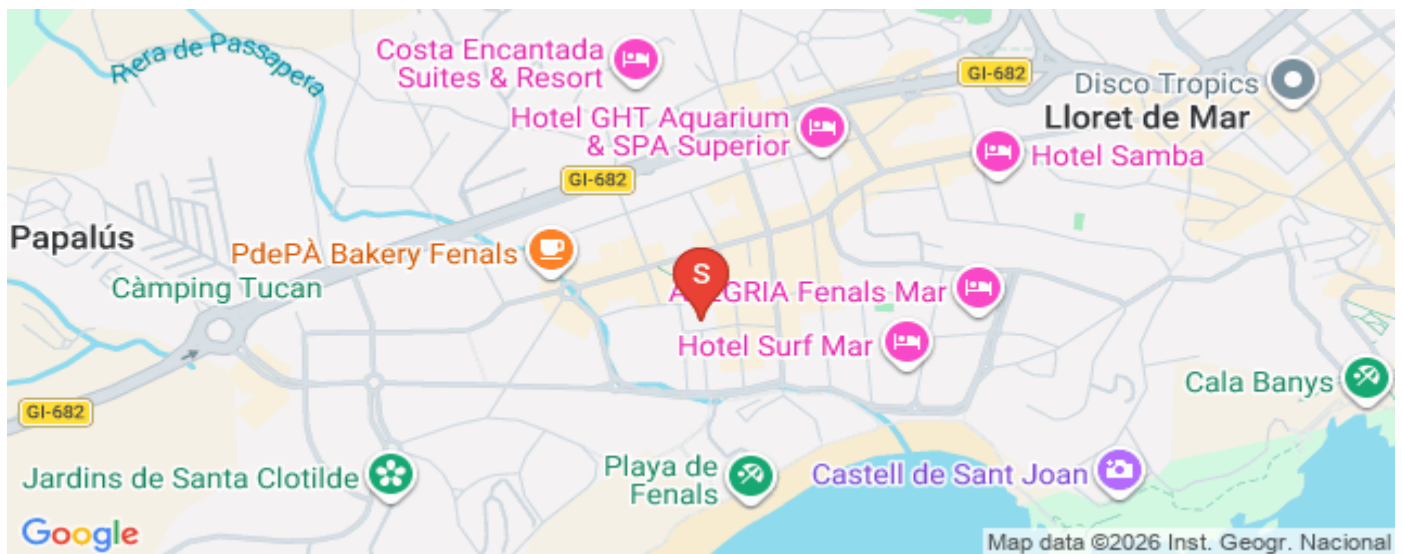 Riera de Passapera
Costa Encantada
Suites & Resort
GI-682
Disco Tropics
Lloret de Mar
Hotel GHT Aquarium
& SPA Superior
Hotel Samba
GI-682
Papalús
PdePÀ Bakery Fenals
S
Càmping Tucan
Fenals Mar
Hotel Surf Mar
Cala Banys
GI-682
Jardins de Santa Clotilde
Playa de
Fenals
Castell de Sant Joan
Google
Map data ©2026 Inst. Geogr. Nacional